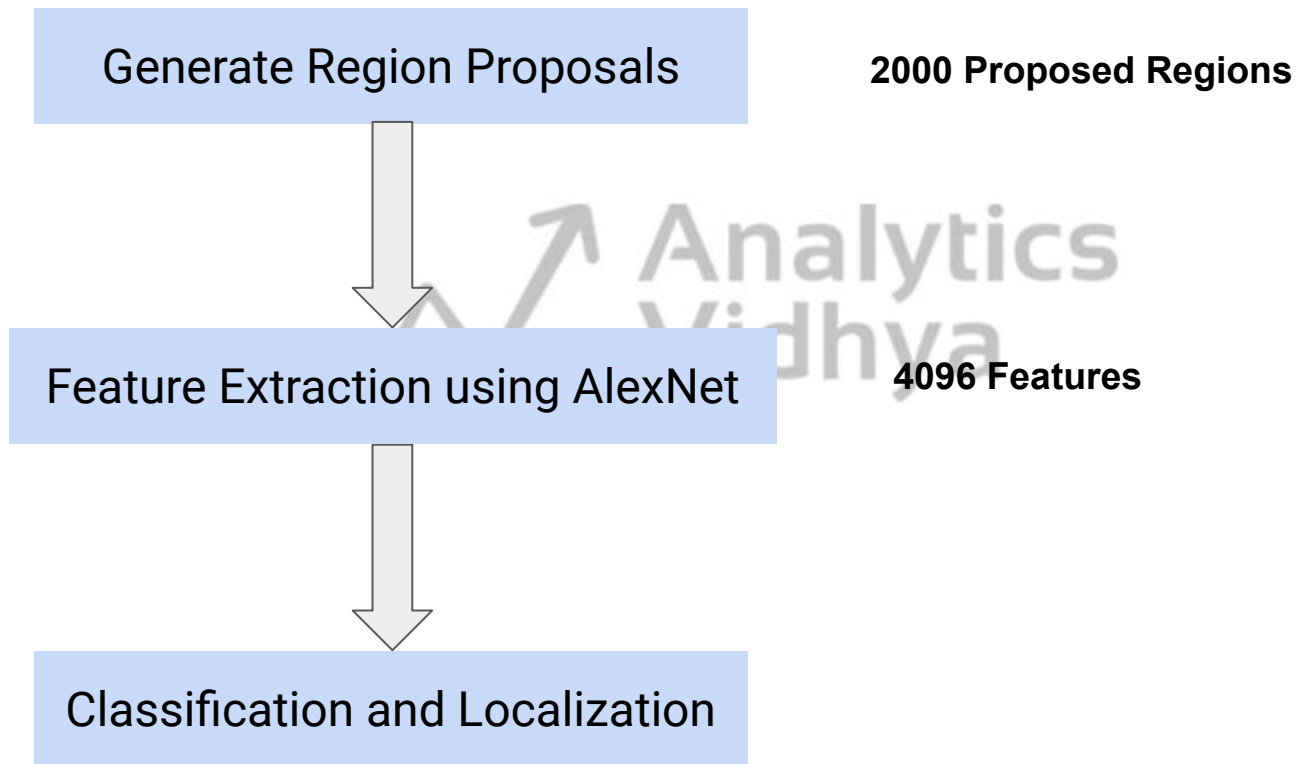 Generate Region Proposals
2000 Proposed Regions
Analytics
Vidhya
Feature Extraction using AlexNet
4096 Features
Classification and Localization